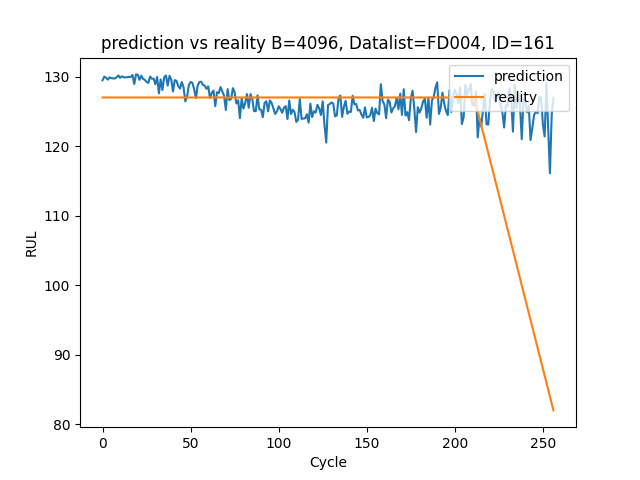 prediction vs reality B=4096, Datalist=FD004, ID=161
prediction
reality
130
120
110
100
90
80
RUL
0
50
100
150
200
250
Cycle